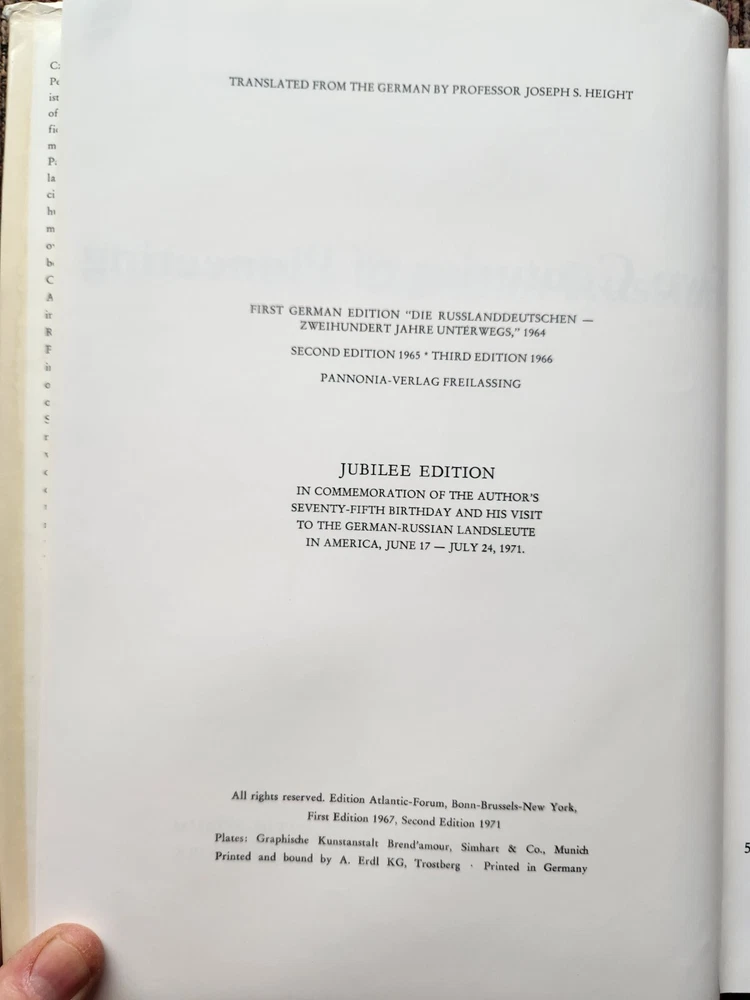 TRANSLATED FROM THE GERMAN BY PROFESSOR JOSEPH S. HEIGHT
FIRST GERMAN EDITION "DIE RUSSLANDDEUTSCHEN —
ZWEIHUNDERT JAHRE UNTERWEGS," 1964
SECOND EDITION 1965 * THIRD EDITION 1966
PANNONIA-VERLAG FREILASSING
JUBILEE EDITION
IN COMMEMORATION OF THE AUTHOR'S
SEVENTY-FIFTH BIRTHDAY AND HIS VISIT
TO THE GERMAN-RUSSIAN LANDSLEUTE
IN AMERICA, JUNE 17 — JULY 24, 1971.
All rights reserved. Edition Atlantic-Forum, Bonn-Brussels-New York,
First Edition 1967, Second Edition 1971
Plates: Graphische Kunstanstalt Brend'amour, Simhart & Co., Munich
Printed and bound by A. Erdl KG, Trostberg · Printed in Germany
5